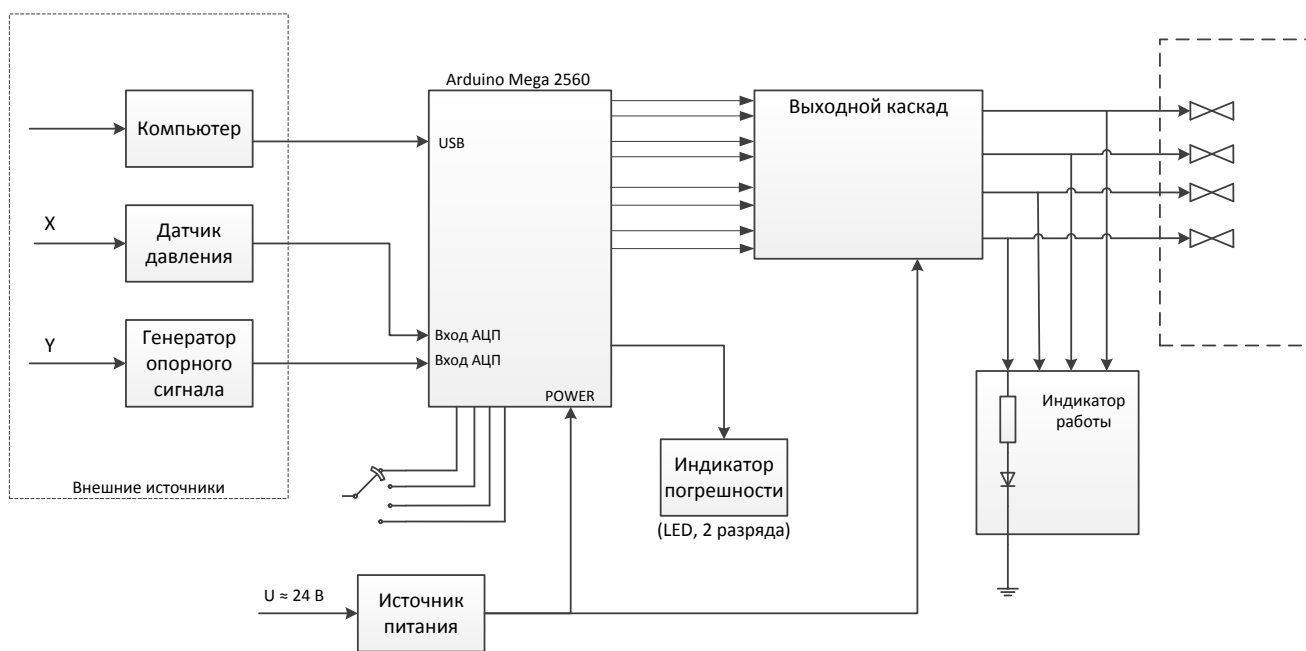 Arduino Mega 2560
Компьютер
USB
Выходной каскад
X
Датчик
давления
Вход АЦП
Y
Генератор
опорного
сигнала
Вход АЦП
POWER
Внешние источники
Индикатор
погрешности
(LED, 2 разряда)
Индикатор
работы
U ≈ 24 В
Источник
питания